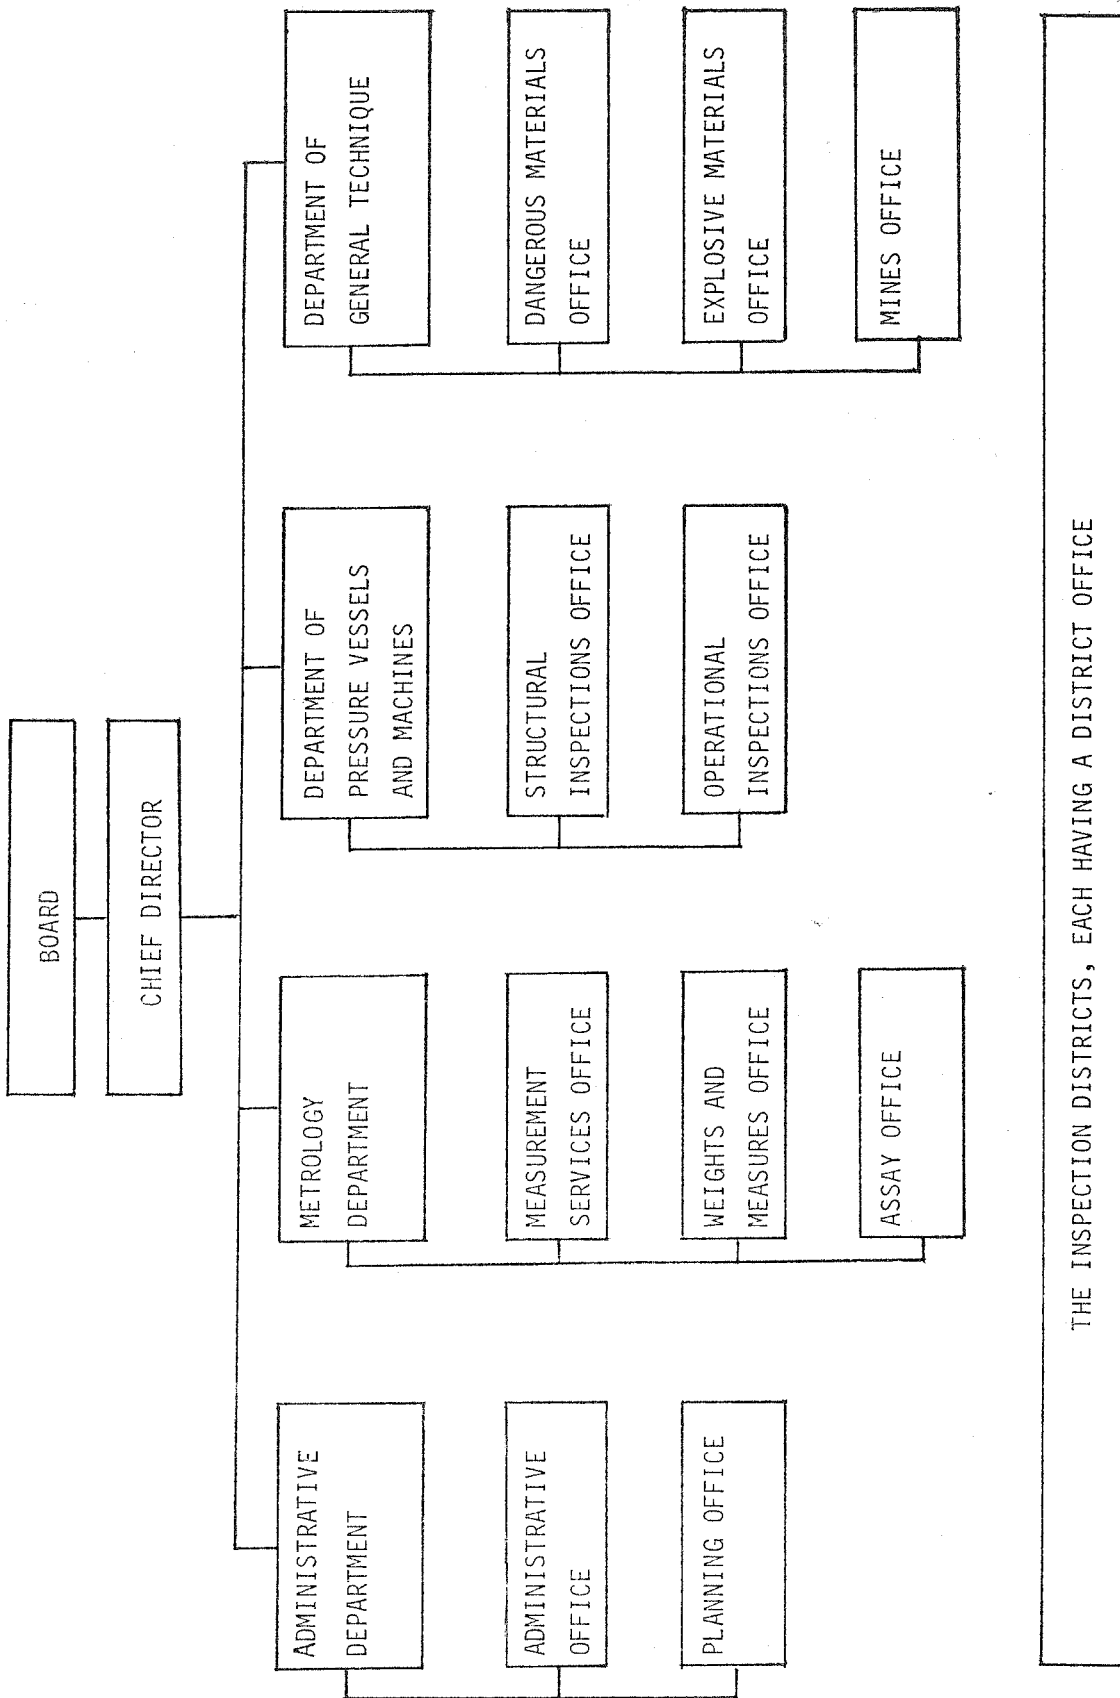 BOARD
CHIEF DIRECTOR
ADMINISTRATIVE
DEPARTMENT
ADMINISTRATIVE
OFFICE
PLANNING OFFICE
METROLOGY
DEPARTMENT
MEASUREMENT
SERVICES OFFICE
WEIGHTS AND
MEASURES OFFICE
ASSAY OFFICE
DEPARTMENT OF
PRESSURE VESSELS
AND MACHINES
STRUCTURAL
INSPECTIONS OFFICE
OPERATIONAL
INSPECTIONS OFFICE
DEPARTMENT OF
GENERAL TECHNIQUE
DANGEROUS MATERIALS
OFFICE
EXPLOSIVE MATERIALS
OFFICE
MINES OFFICE
THE INSPECTION DISTRICTS, EACH HAVING A DISTRICT OFFICE